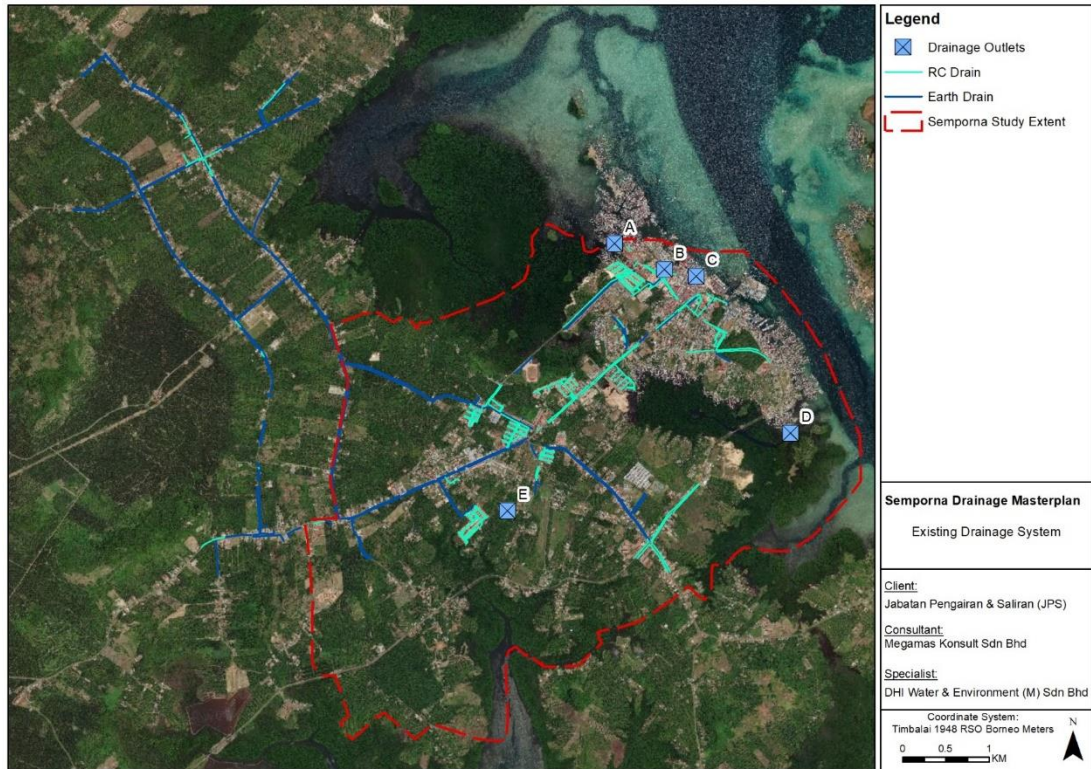 A
B
C
D
E
Legend
Drainage Outlets
RC Drain
Earth Drain
Semporna Study Extent
Semporna Drainage Masterplan
Existing Drainage System
Client:
Jabatan Pengairan & Saliran (JPS)
Consultant:
Megamas Konsult Sdn Bhd
Specialist:
DHI Water & Environment (M) Sdn Bhd
Coordinate System:
Timbalai 1948 RSO Borneo Meters
N
0 0.5 1
KM